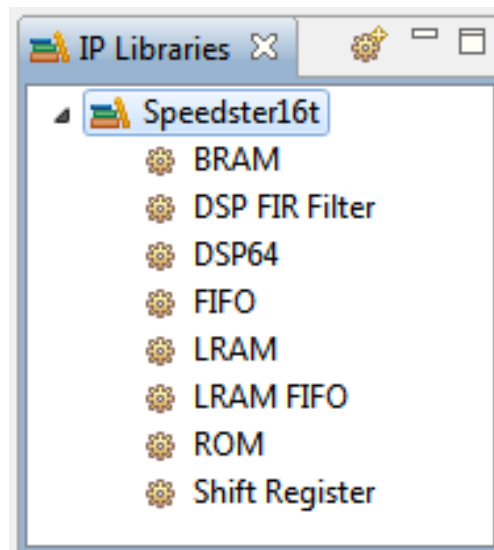 IP Libraries
Speedster16t
BRAM
DSP FIR Filter
DSP64
FIFO
LRAM
LRAM FIFO
ROM
Shift Register